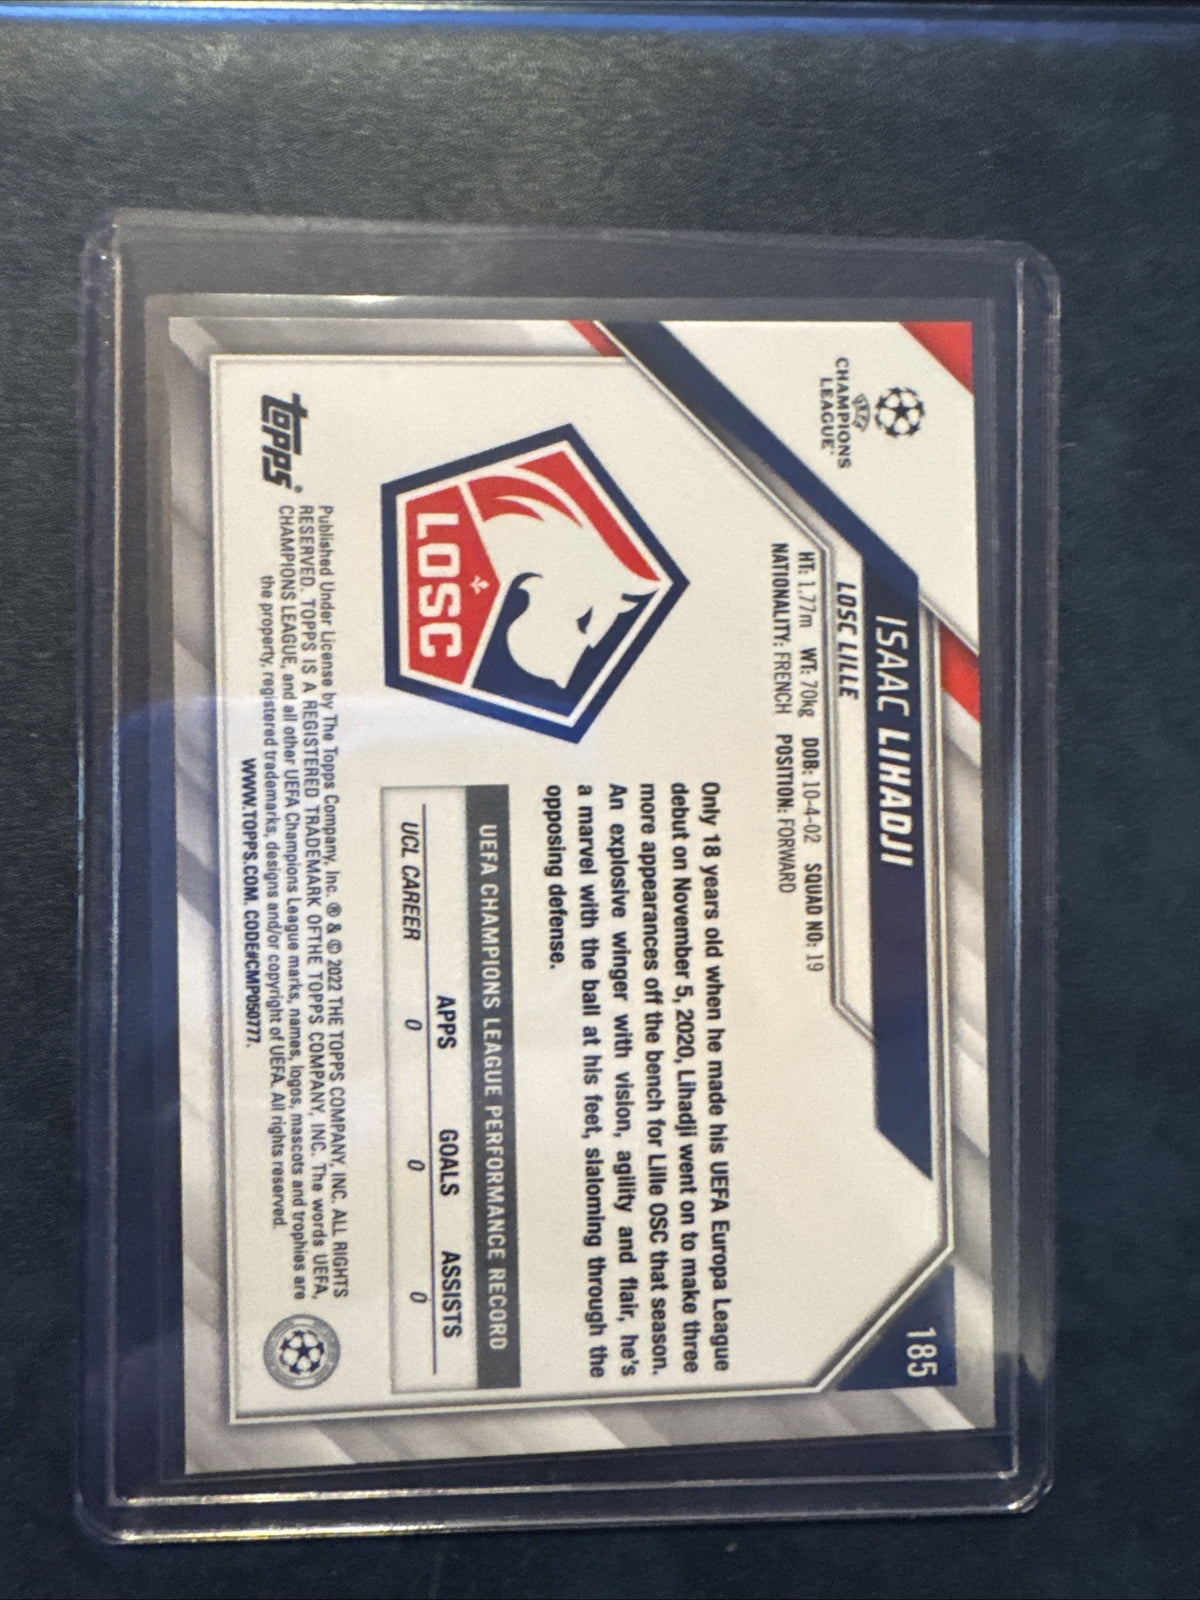 185
CHAMPIONS
LEAGUE
ISAAC LIHADJI
LOSC LILLE
HT: 1.77m WT: 70kg DOB: 10-4-02 SQUAD NO: 19
NATIONALITY: FRENCH POSITION: FORWARD
Only 18 years old when he made his UEFA Europa League
debut on November 5, 2020, Lihadji went on to make three
more appearances off the bench for Lille OSC that season.
An explosive winger with vision, agility and flair, he's
a marvel with the ball at his feet, slaloming through the
opposing defense.
LOSC
UEFA CHAMPIONS LEAGUE PERFORMANCE RECORD
APPS GOALS ASSISTS
UCL CAREER 0 0 0
Topps®
Published Under License by The Topps Company, Inc. ® & © 2022 THE TOPPS COMPANY, INC. ALL RIGHTS
RESERVED. TOPPS IS A REGISTERED TRADEMARK OF THE TOPPS COMPANY, INC. The words UEFA,
CHAMPIONS LEAGUE, and all other UEFA Champions League marks, names, logos, mascots and trophies are
the property, registered trademarks, designs and/or copyright of UEFA. All rights reserved.
WWW.TOPPS.COM. CODE#CMP050777.